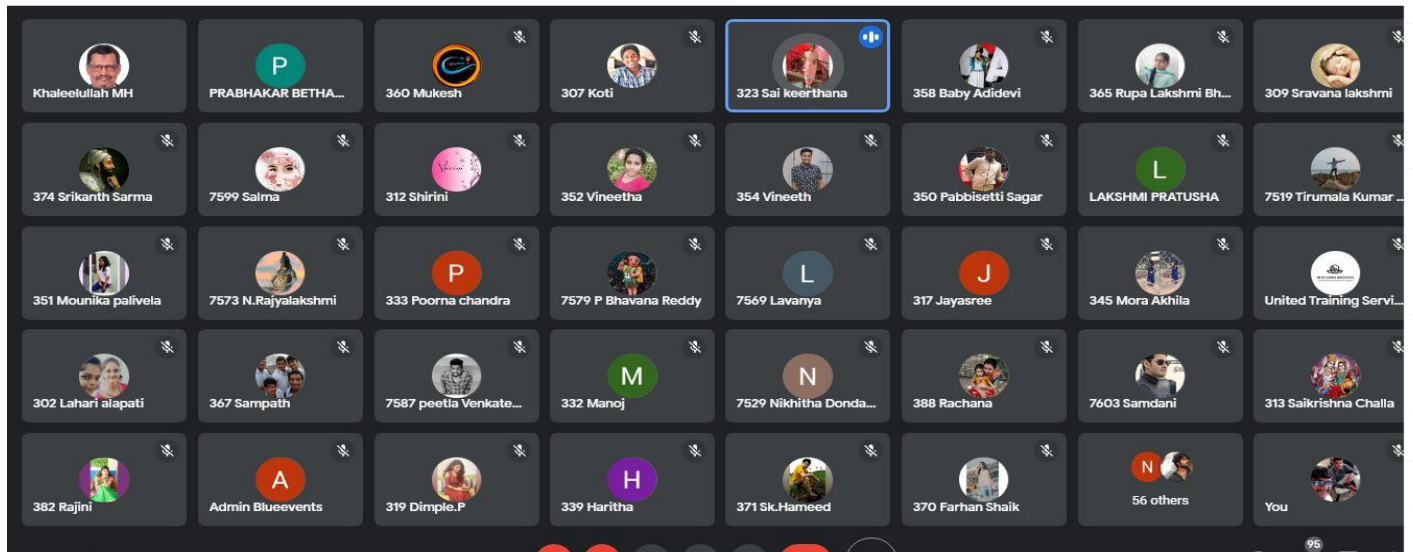 Khaleelullah MH
P
PRABHAKAR BETHA...
360 Mukesh
307 Koti
323 Sai keerthana
358 Baby Adidevi
365 Rupa Lakshmi Bh...
309 Sravana lakshmi
374 Srikanth Sarma
7599 Salma
312 Shirini
352 Vineetha
354 Vineeth
350 Pabbisetti Sagar
L
LAKSHMI PRATUSHA
7519 Tirumala Kumar ..
351 Mounika palivela
7573 N.Rajyalakshmi
P
333 Poorna chandra
7579 P Bhavana Reddy
L
7569 Lavanya
J
317 Jayasree
345 Mora Akhila
United Training Servi...
302 Lahari alapati
367 Sampath
7587 peetla Venkate...
M
332 Manoj
N
7529 Nikhitha Donda...
388 Rachana
7603 Samdani
313 Saikrishna Challa
382 Rajini
A
Admin Blueevents
319 Dimple.P
H
339 Haritha
371 Sk.Hameed
370 Farhan Shaik
N
56 others
You
95